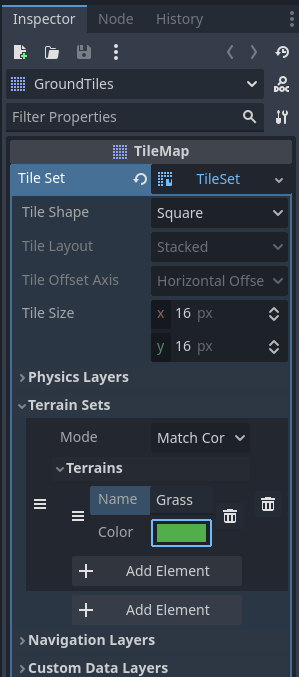 Inspector
Node
History
GroundTiles
DOC
Filter Properties
TileMap
Tile Set
TileSet
Tile Shape
Square
Tile Layout
Stacked
Tile Offset Axis
Horizontal Offse
Tile Size
x 16 px
y 16 px
Physics Layers
Terrain Sets
Mode
Match Cor
Terrains
Name
Grass
Color
Add Element
Add Element
Navigation Layers
Custom Data Layers